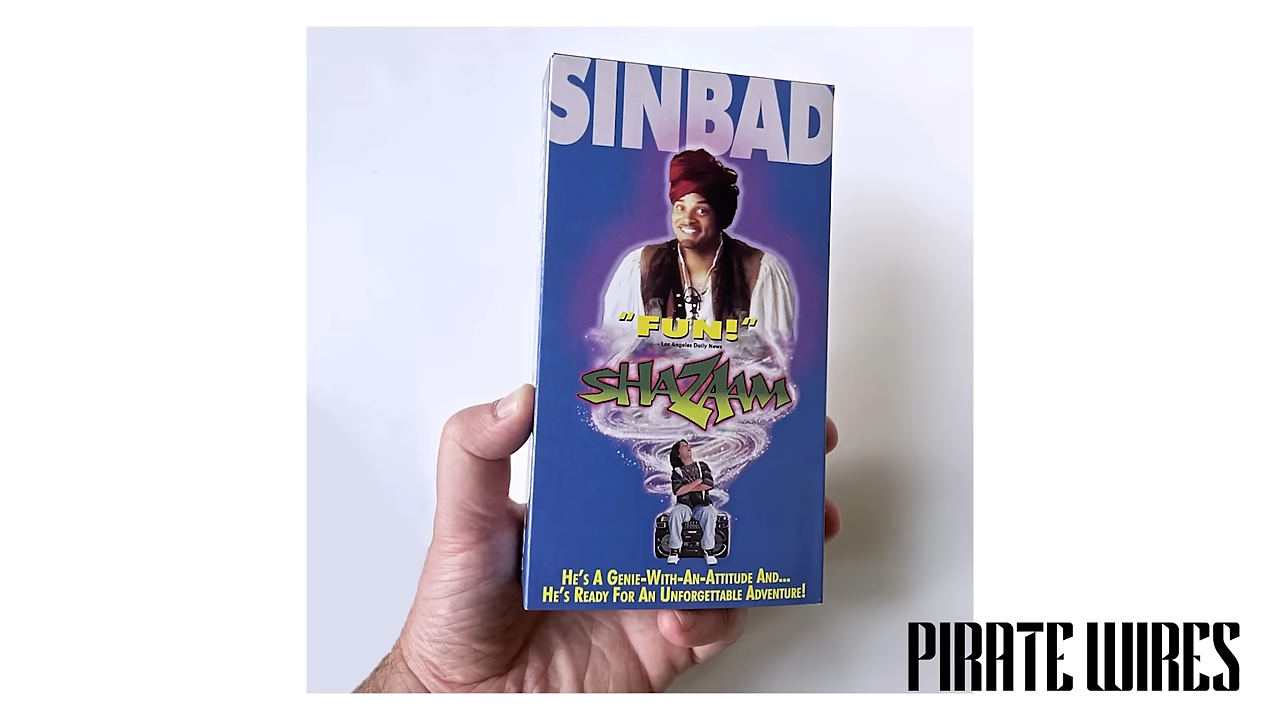 SINBAD
"FUN!"
- Los Angeles Daily News
SHAZAAM
HE'S A GENIE-WITH-AN-ATTITUDE AND...
HE'S READY FOR AN UNFORGETTABLE ADVENTURE!
PIRATE WIRES